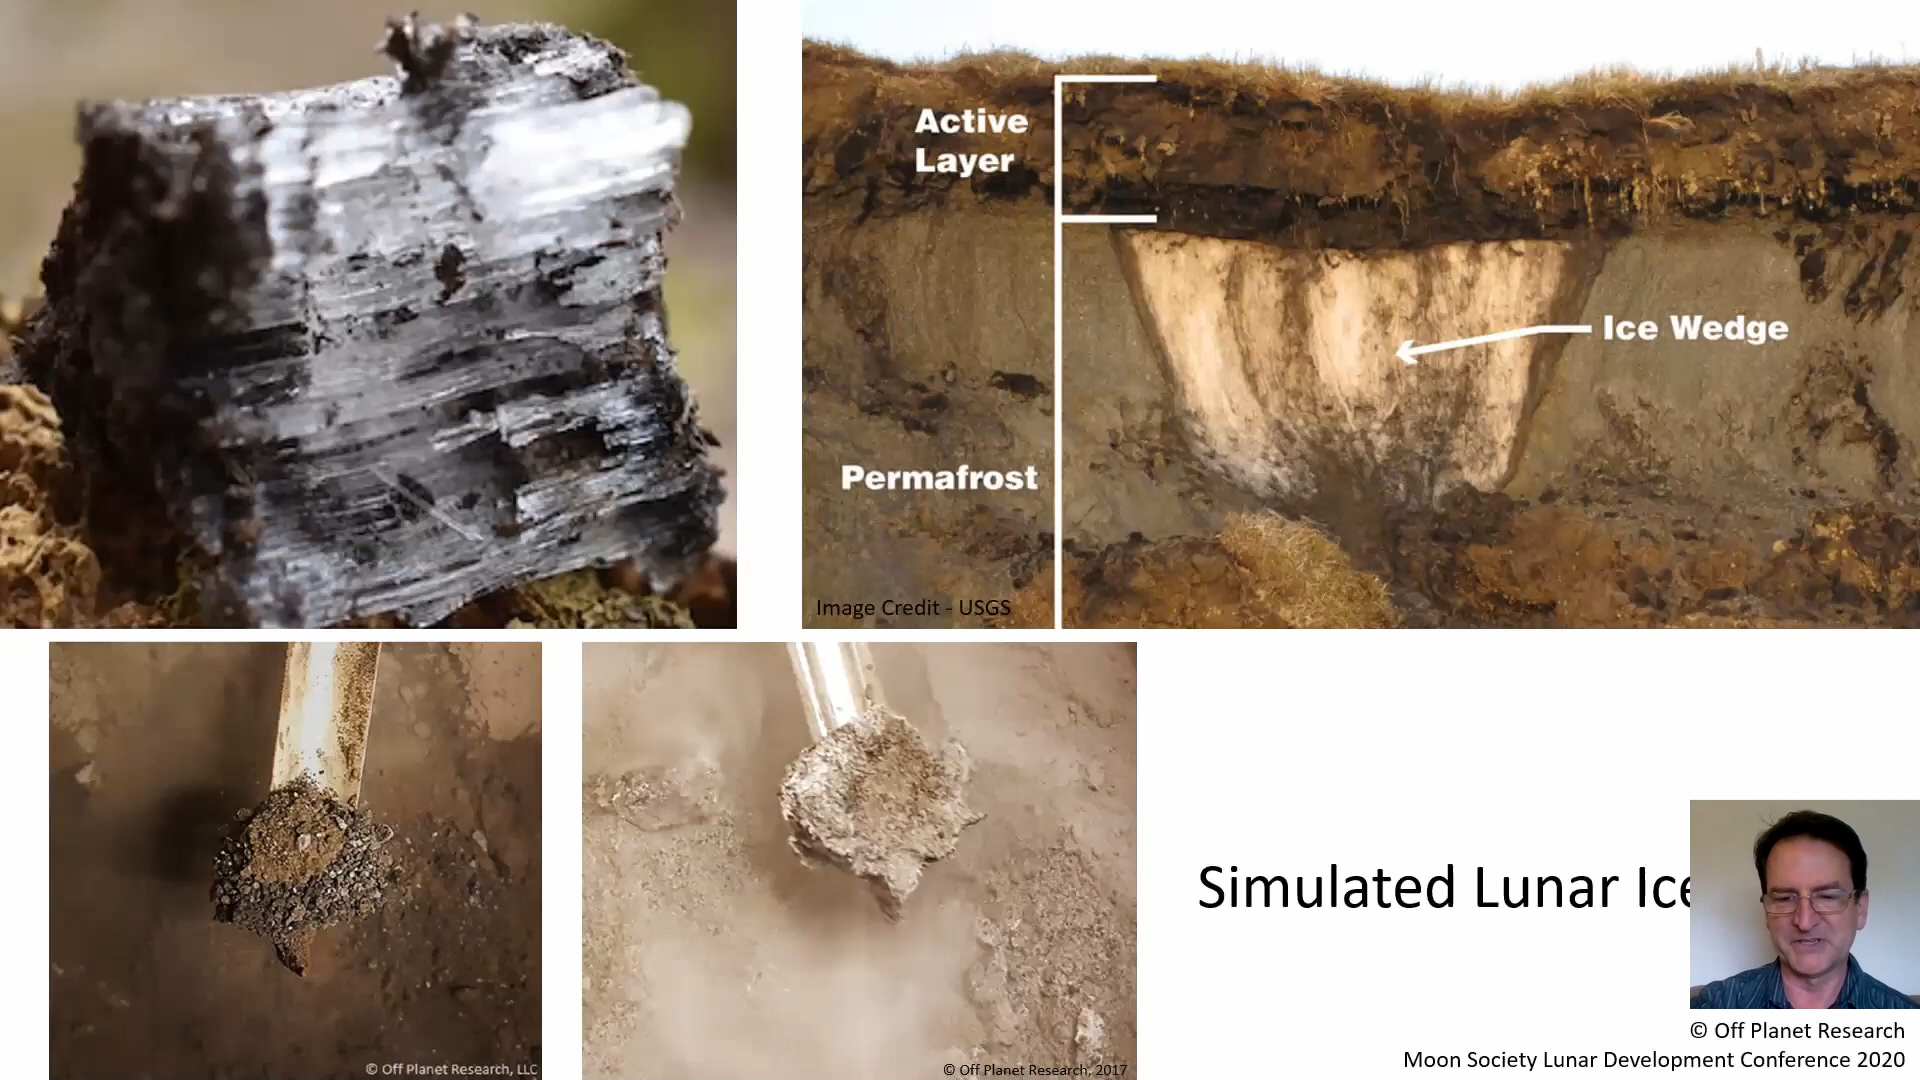 Active
Layer
Ice Wedge
Permafrost
Image Credit - USGS
Simulated Lunar Ice
© Off Planet Research, LLC
© Off Planet Research, 2017
© Off Planet Research
Moon Society Lunar Development Conference 2020